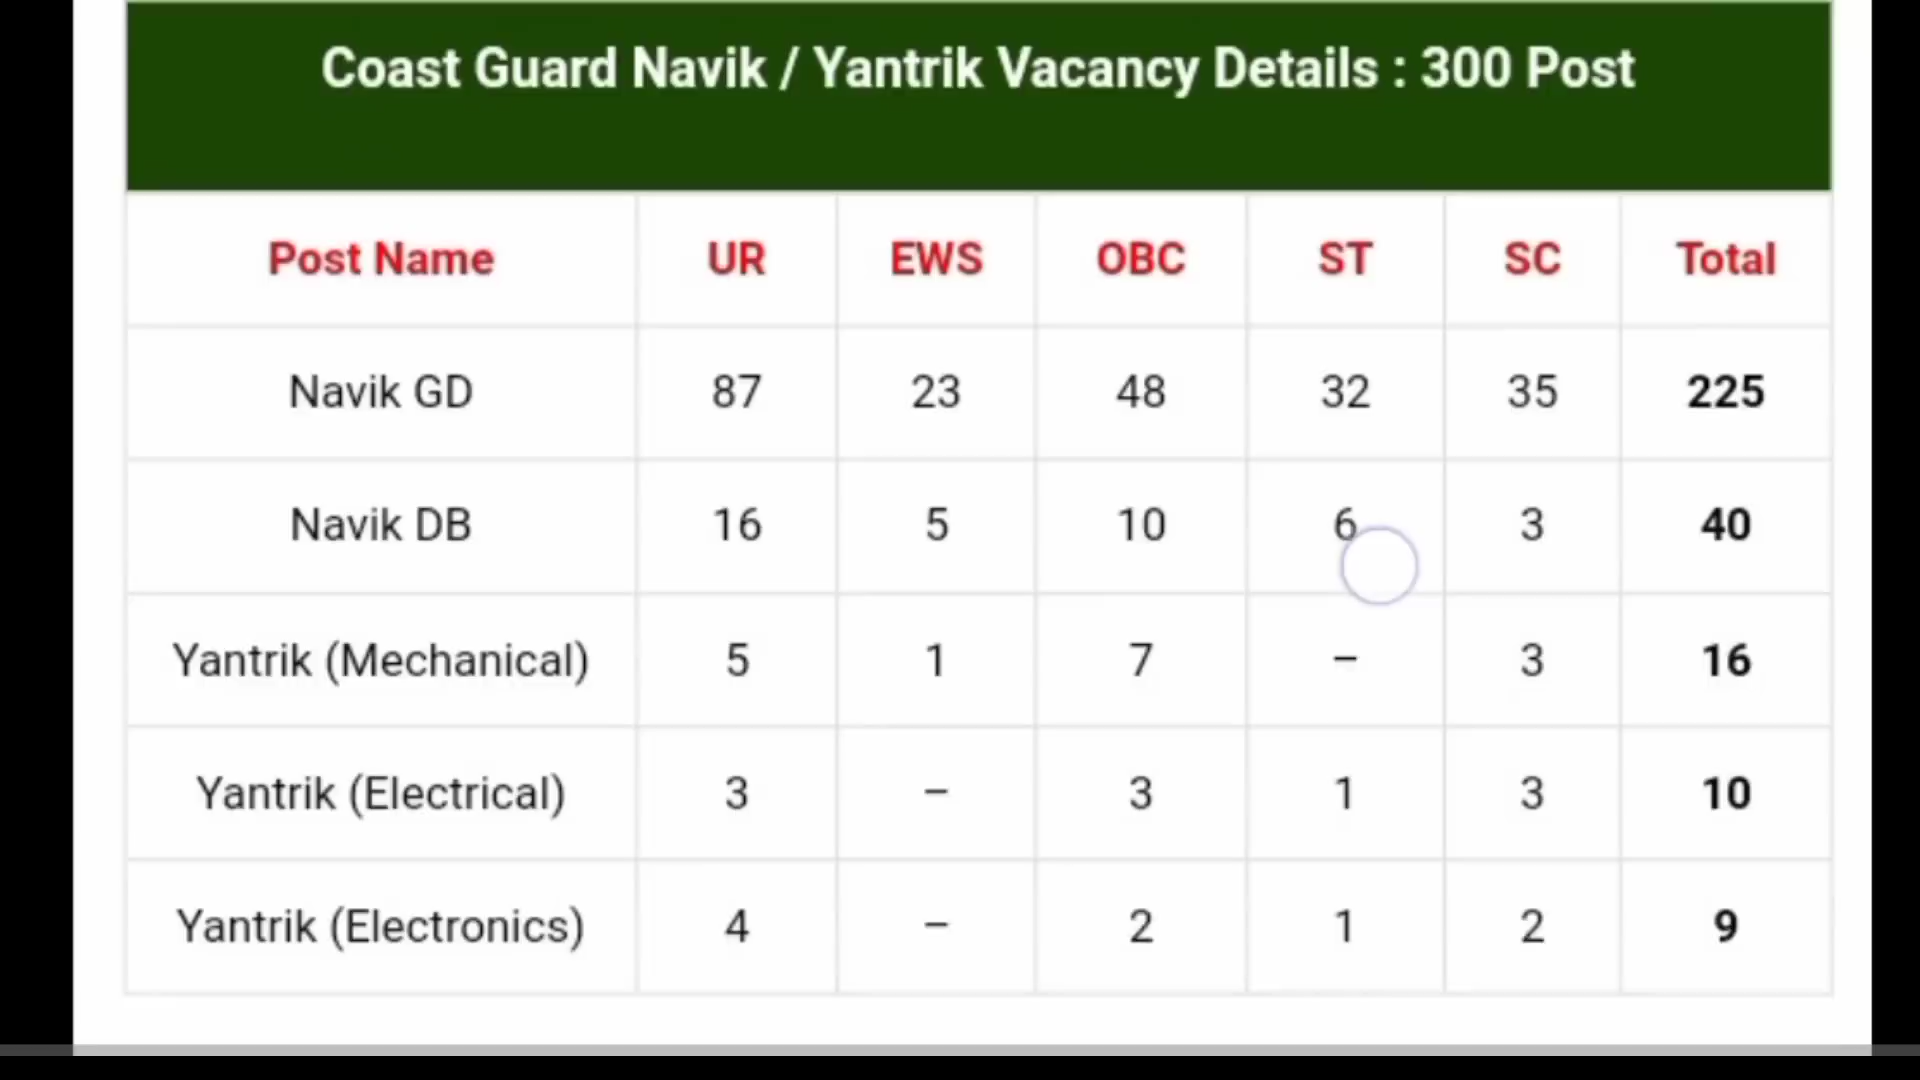 Coast Guard Navik / Yantrik Vacancy Details : 300 Post
Post Name UR EWS OBC ST SC Total
Navik GD 87 23 48 32 35 225
Navik DB 16 5 10 6 3 40
Yantrik (Mechanical) 5 1 7 – 3 16
Yantrik (Electrical) 3 – 3 1 3 10
Yantrik (Electronics) 4 – 2 1 2 9